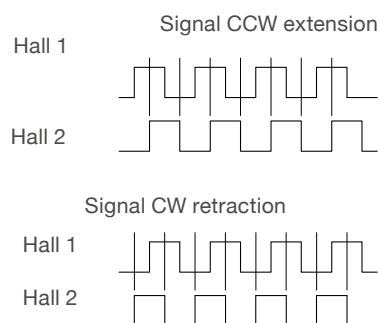 Signal CCW extension
Hall 1
Hall 2
Signal CW retraction
Hall 1
Hall 2